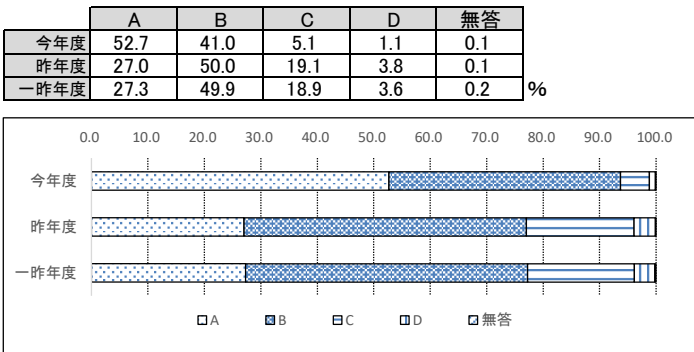 A B C D 無答
今年度 52.7 41.0 5.1 1.1 0.1
昨年度 27.0 50.0 19.1 3.8 0.1
一昨年度 27.3 49.9 18.9 3.6 0.2 %
0.0 10.0 20.0 30.0 40.0 50.0 60.0 70.0 80.0 90.0 100.0
今年度
昨年度
一昨年度
A B C D 無答